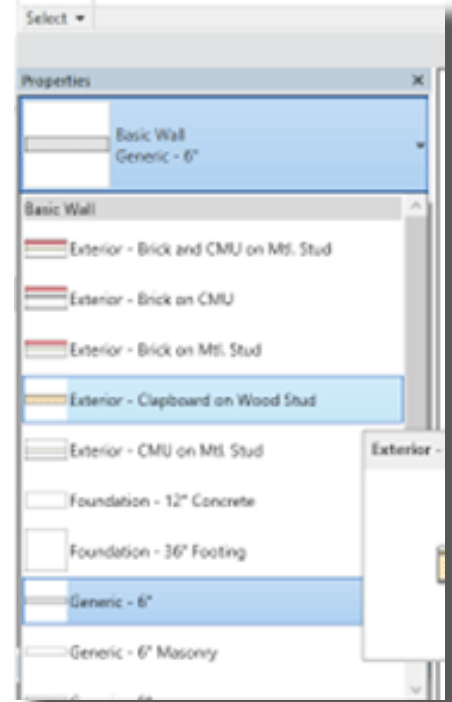 Select
Properties
Basic Wall
Generic - 6"
Basic Wall
Exterior - Brick and CMU on Mtl. Stud
Exterior - Brick on CMU
Exterior - Brick on Mtl. Stud
Exterior - Clapboard on Wood Stud
Exterior - CMU on Mtl. Stud
Exterior -
Foundation - 12" Concrete
Foundation - 36" Footing
Generic - 6"
Generic - 6" Masonry